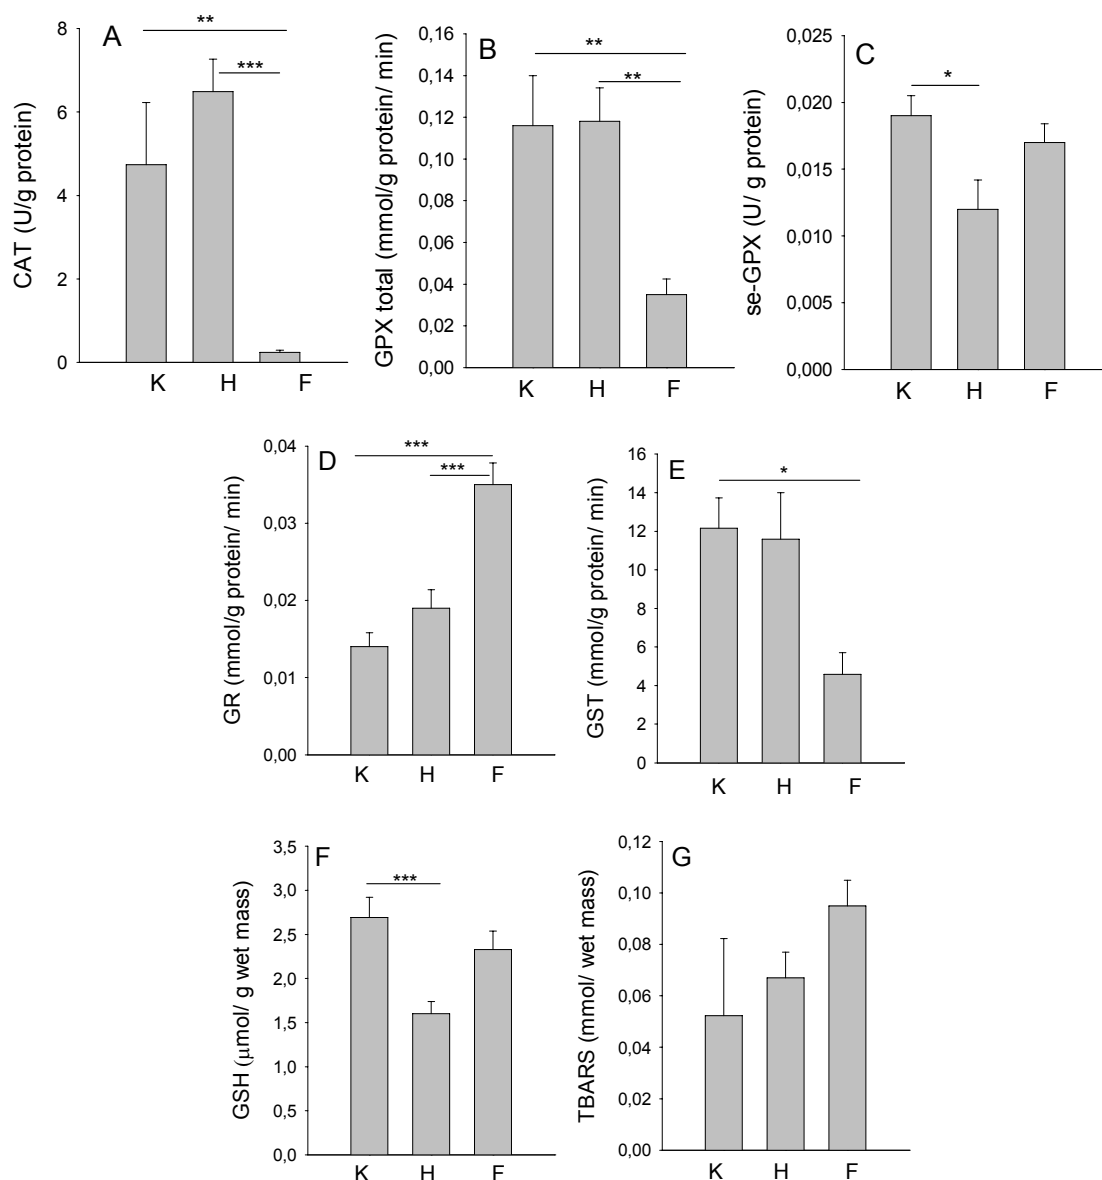 A
CAT (U/g protein)
8
6
4
2
0
**
***
K H F
B
GPX total (mmol/g protein/ min)
0,16
0,14
0,12
0,10
0,08
0,06
0,04
0,02
0,00
**
**
K H F
C
se-GPX (U/ g protein)
0,025
0,020
0,015
0,010
0,005
0,000
*
K H F
D
GR (mmol/g protein/ min)
0,04
0,03
0,02
0,01
0,00
***
***
K H F
E
GST (mmol/g protein/ min)
16
14
12
10
8
6
4
2
0
*
K H F
F
GSH (μmol/ g wet mass)
3,5
3,0
2,5
2,0
1,5
1,0
0,5
0,0
***
K H F
G
TBARS (mmol/ wet mass)
0,12
0,10
0,08
0,06
0,04
0,02
0,00
K H F